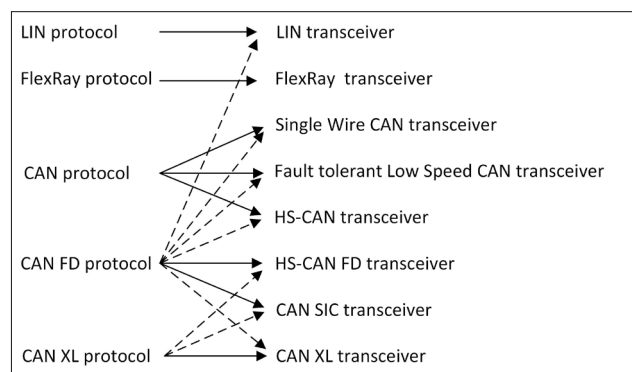 LIN protocol
LIN transceiver
FlexRay protocol
FlexRay transceiver
Single Wire CAN transceiver
CAN protocol
Fault tolerant Low Speed CAN transceiver
HS-CAN transceiver
CAN FD protocol
HS-CAN FD transceiver
CAN SIC transceiver
CAN XL protocol
CAN XL transceiver